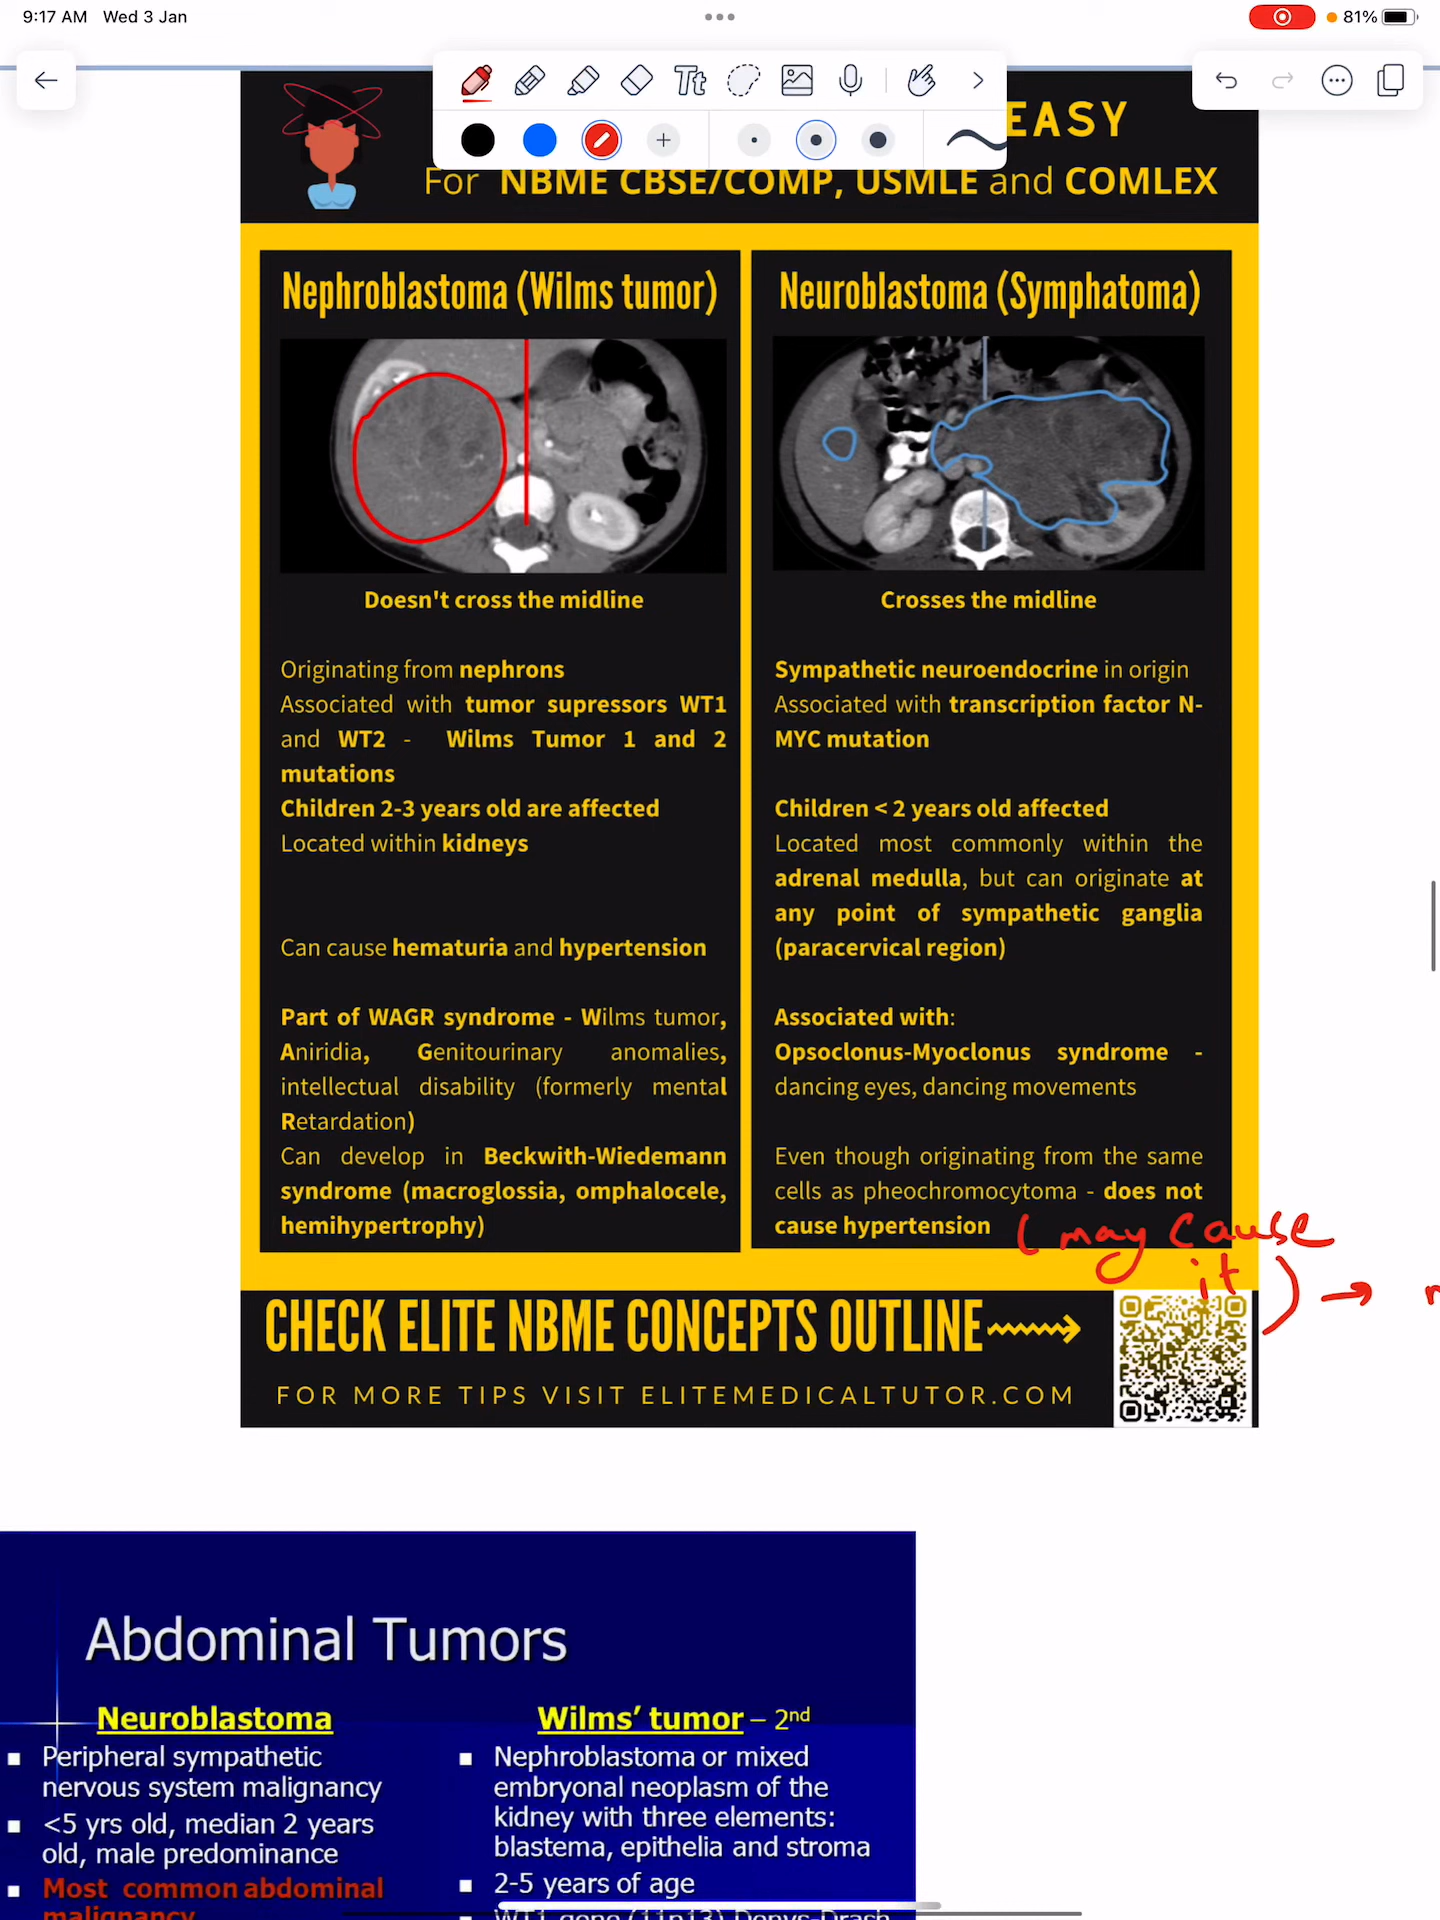 9:17 AM Wed 3 Jan
81%
Tt
EASY
For NBME CBSE/COMP, USMLE and COMLEX
Nephroblastoma (Wilms tumor)
Doesn't cross the midline
Originating from nephrons
Associated with tumor supressors WT1
and WT2 - Wilms Tumor 1 and 2
mutations
Children 2-3 years old are affected
Located within kidneys
Can cause hematuria and hypertension
Part of WAGR syndrome - Wilms tumor,
Aniridia, Genitourinary anomalies,
intellectual disability (formerly mental
Retardation)
Can develop in Beckwith-Wiedemann
syndrome (macroglossia, omphalocele,
hemihypertrophy)
Neuroblastoma (Symphatoma)
Crosses the midline
Sympathetic neuroendocrine in origin
Associated with transcription factor N-
MYC mutation
Children < 2 years old affected
Located most commonly within the
adrenal medulla, but can originate at
any point of sympathetic ganglia
(paracervical region)
Associated with:
Opsoclonus-Myoclonus syndrome -
dancing eyes, dancing movements
Even though originating from the same
cells as pheochromocytoma - does not
cause hypertension
(may cause
it) →
CHECK ELITE NBME CONCEPTS OUTLINE
FOR MORE TIPS VISIT ELITEMEDICALTUTOR.COM
Abdominal Tumors
Neuroblastoma
Peripheral sympathetic
nervous system malignancy
<5 yrs old, median 2 years
old, male predominance
Most common abdominal
malignancy
Wilms' tumor – 2nd
Nephroblastoma or mixed
embryonal neoplasm of the
kidney with three elements:
blastema, epithelia and stroma
2-5 years of age
WT1 gene (11p13) Denys-Drash